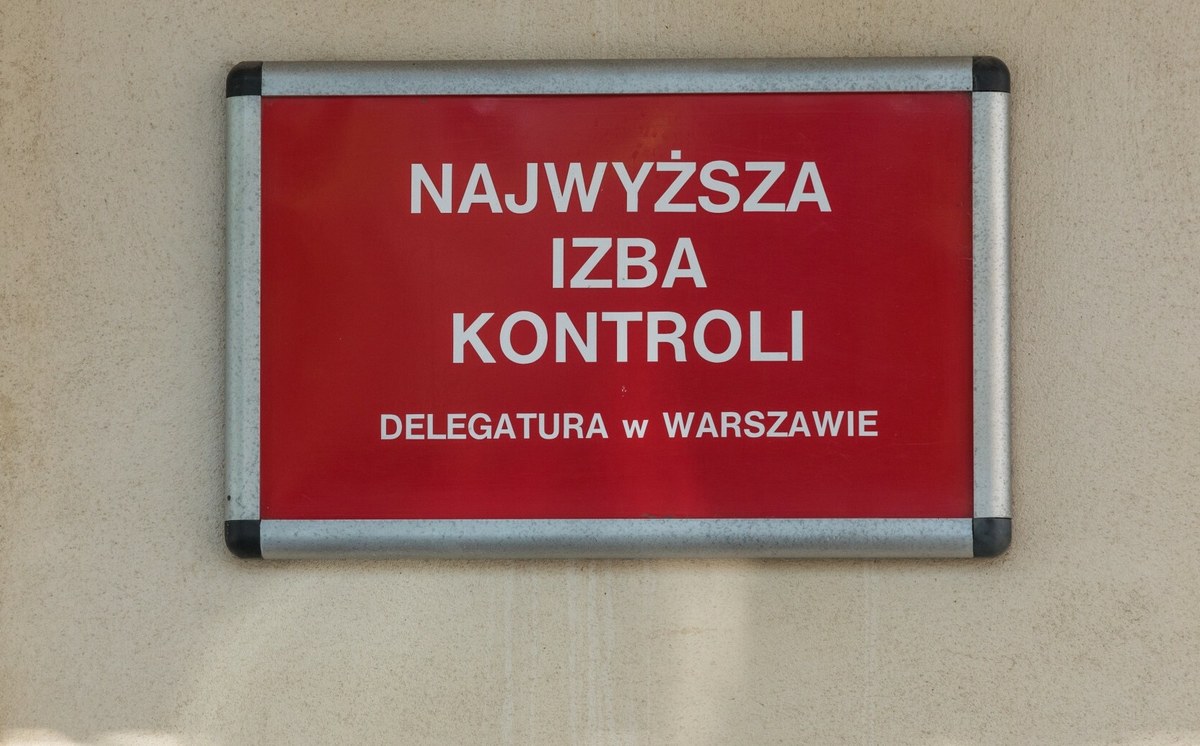 NAJWYŻSZA
IZBA
KONTROLI
DELEGATURA w WARSZAWIE